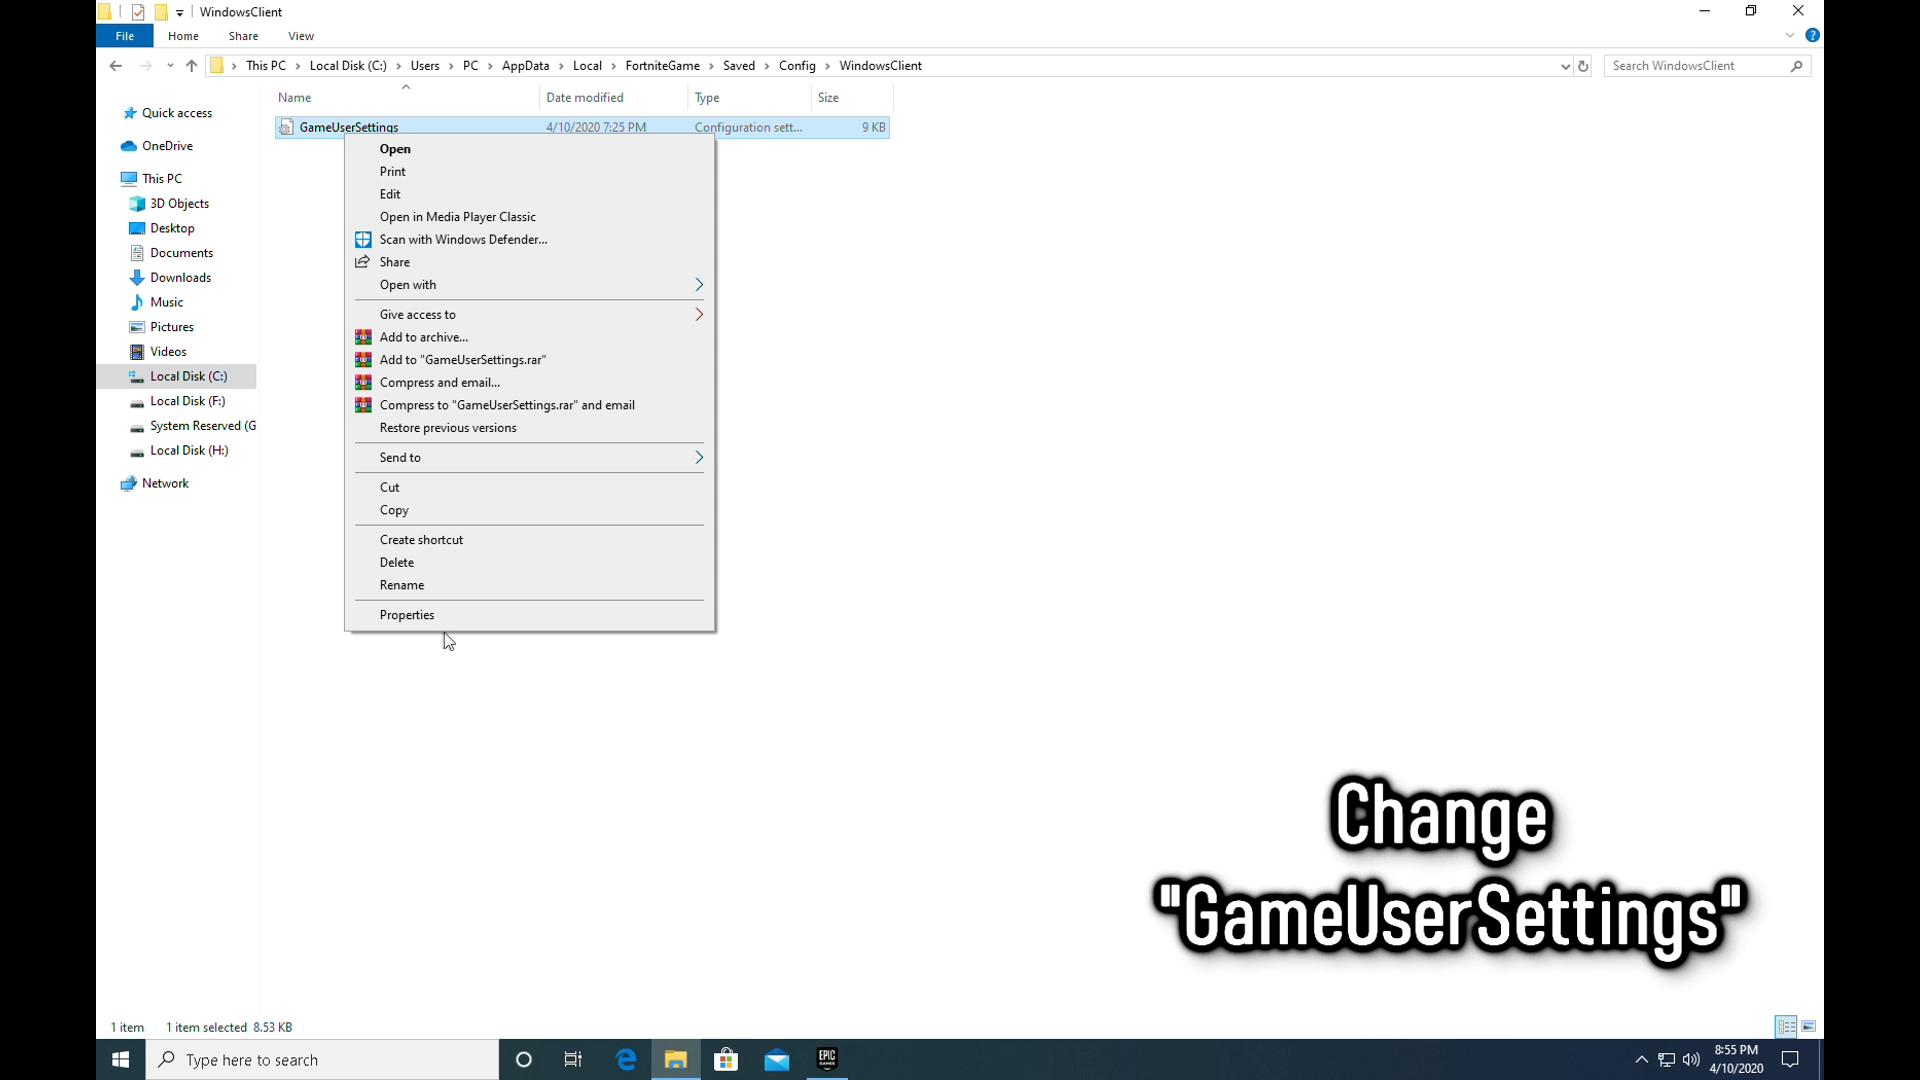 WindowsClient
File Home Share View
This PC Local Disk (C:) Users PC AppData Local FortniteGame Saved Config WindowsClient
Search WindowsClient
Name Date modified Type Size
GameUserSettings 4/10/2020 7:25 PM Configuration sett... 9 KB
Quick access
OneDrive
This PC
3D Objects
Desktop
Documents
Downloads
Music
Pictures
Videos
Local Disk (C:)
Local Disk (F:)
System Reserved (G
Local Disk (H:)
Network
Open
Print
Edit
Open in Media Player Classic
Scan with Windows Defender...
Share
Open with
Give access to
Add to archive...
Add to "GameUserSettings.rar"
Compress and email...
Compress to "GameUserSettings.rar" and email
Restore previous versions
Send to
Cut
Copy
Create shortcut
Delete
Rename
Properties
Change
"GameUserSettings"
1 item 1 item selected 8.53 KB
Type here to search
EPIC
GAMES
8:55 PM
4/10/2020